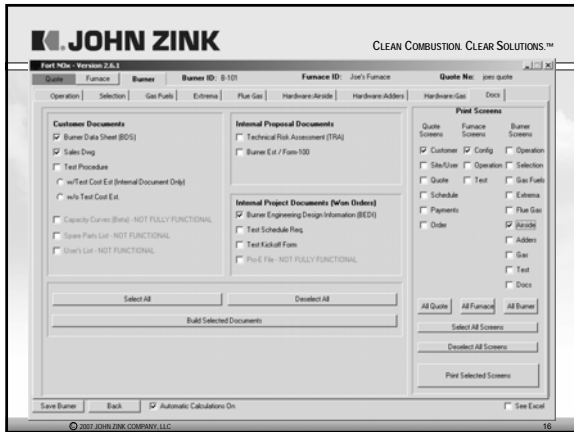 JOHN ZINK
CLEAN COMBUSTION. CLEAR SOLUTIONS.™
Fort NOx - Version 2.6.1
Quote Furnace Burner Burner ID: B-101 Furnace ID: Joe's Furnace Quote No: joes quote
Operation Selection Gas Fuels Extrema Flue Gas Hardware:Airside Hardware:Adders Hardware:Gas Docs
Customer Documents
Burner Data Sheet (BDS)
Sales Dwg
Test Procedure
w/Test Cost Est (Internal Document Only)
w/o Test Cost Est.
Capacity Curves (Beta) - NOT FULLY FUNCTIONAL
Spare Parts List - NOT FUNCTIONAL
User's List - NOT FUNCTIONAL
Internal Proposal Documents
Technical Risk Assessment (TRA)
Burner Est / Form-100
Internal Project Documents (Won Orders)
Burner Engineering Design Information (BEDI)
Test Schedule Req.
Test Kickoff Form
Pro-E File - NOT FULLY FUNCTIONAL
Select All Deselect All
Build Selected Documents
Print Screens
Quote Screens Furnace Screens Burner Screens
Customer Config Operation
Site/User Operation Selection
Quote Test Gas Fuels
Schedule Extrema
Payments Flue Gas
Order Airside
Adders
Gas
Test
Docs
All Quote All Furnace All Burner
Select All Screens
Deselect All Screens
Print Selected Screens
Save Burner Back Automatic Calculations On See Excel
© 2007 JOHN ZINK COMPANY, LLC 16